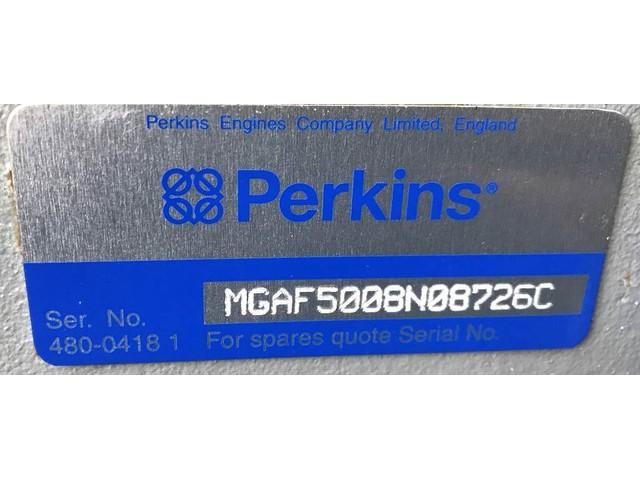 Perkins Engines Company Limited, England
Perkins®
MGAF5008N08726C
Ser. No.
480-0418 1 For spares quote Serial No.